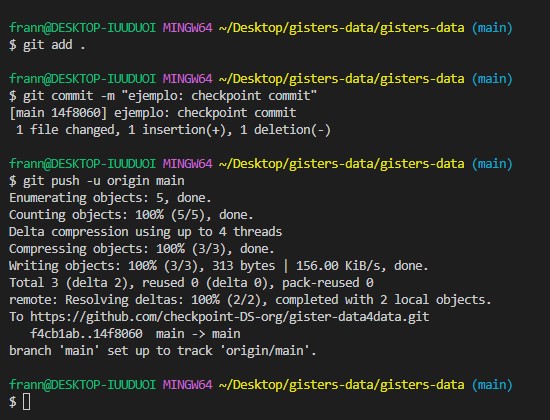 frann@DESKTOP-IUUDUOI MINGW64 ~/Desktop/gisters-data/gisters-data (main)
$ git add .
frann@DESKTOP-IUUDUOI MINGW64 ~/Desktop/gisters-data/gisters-data (main)
$ git commit -m "ejemplo: checkpoint commit"
[main 14f8060] ejemplo: checkpoint commit
 1 file changed, 1 insertion(+), 1 deletion(-)
frann@DESKTOP-IUUDUOI MINGW64 ~/Desktop/gisters-data/gisters-data (main)
$ git push -u origin main
Enumerating objects: 5, done.
Counting objects: 100% (5/5), done.
Delta compression using up to 4 threads
Compressing objects: 100% (3/3), done.
Writing objects: 100% (3/3), 313 bytes | 156.00 KiB/s, done.
Total 3 (delta 2), reused 0 (delta 0), pack-reused 0
remote: Resolving deltas: 100% (2/2), completed with 2 local objects.
To https://github.com/checkpoint-DS-org/gister-data4data.git
   f4cb1ab..14f8060  main -> main
branch 'main' set up to track 'origin/main'.
frann@DESKTOP-IUUDUOI MINGW64 ~/Desktop/gisters-data/gisters-data (main)
$